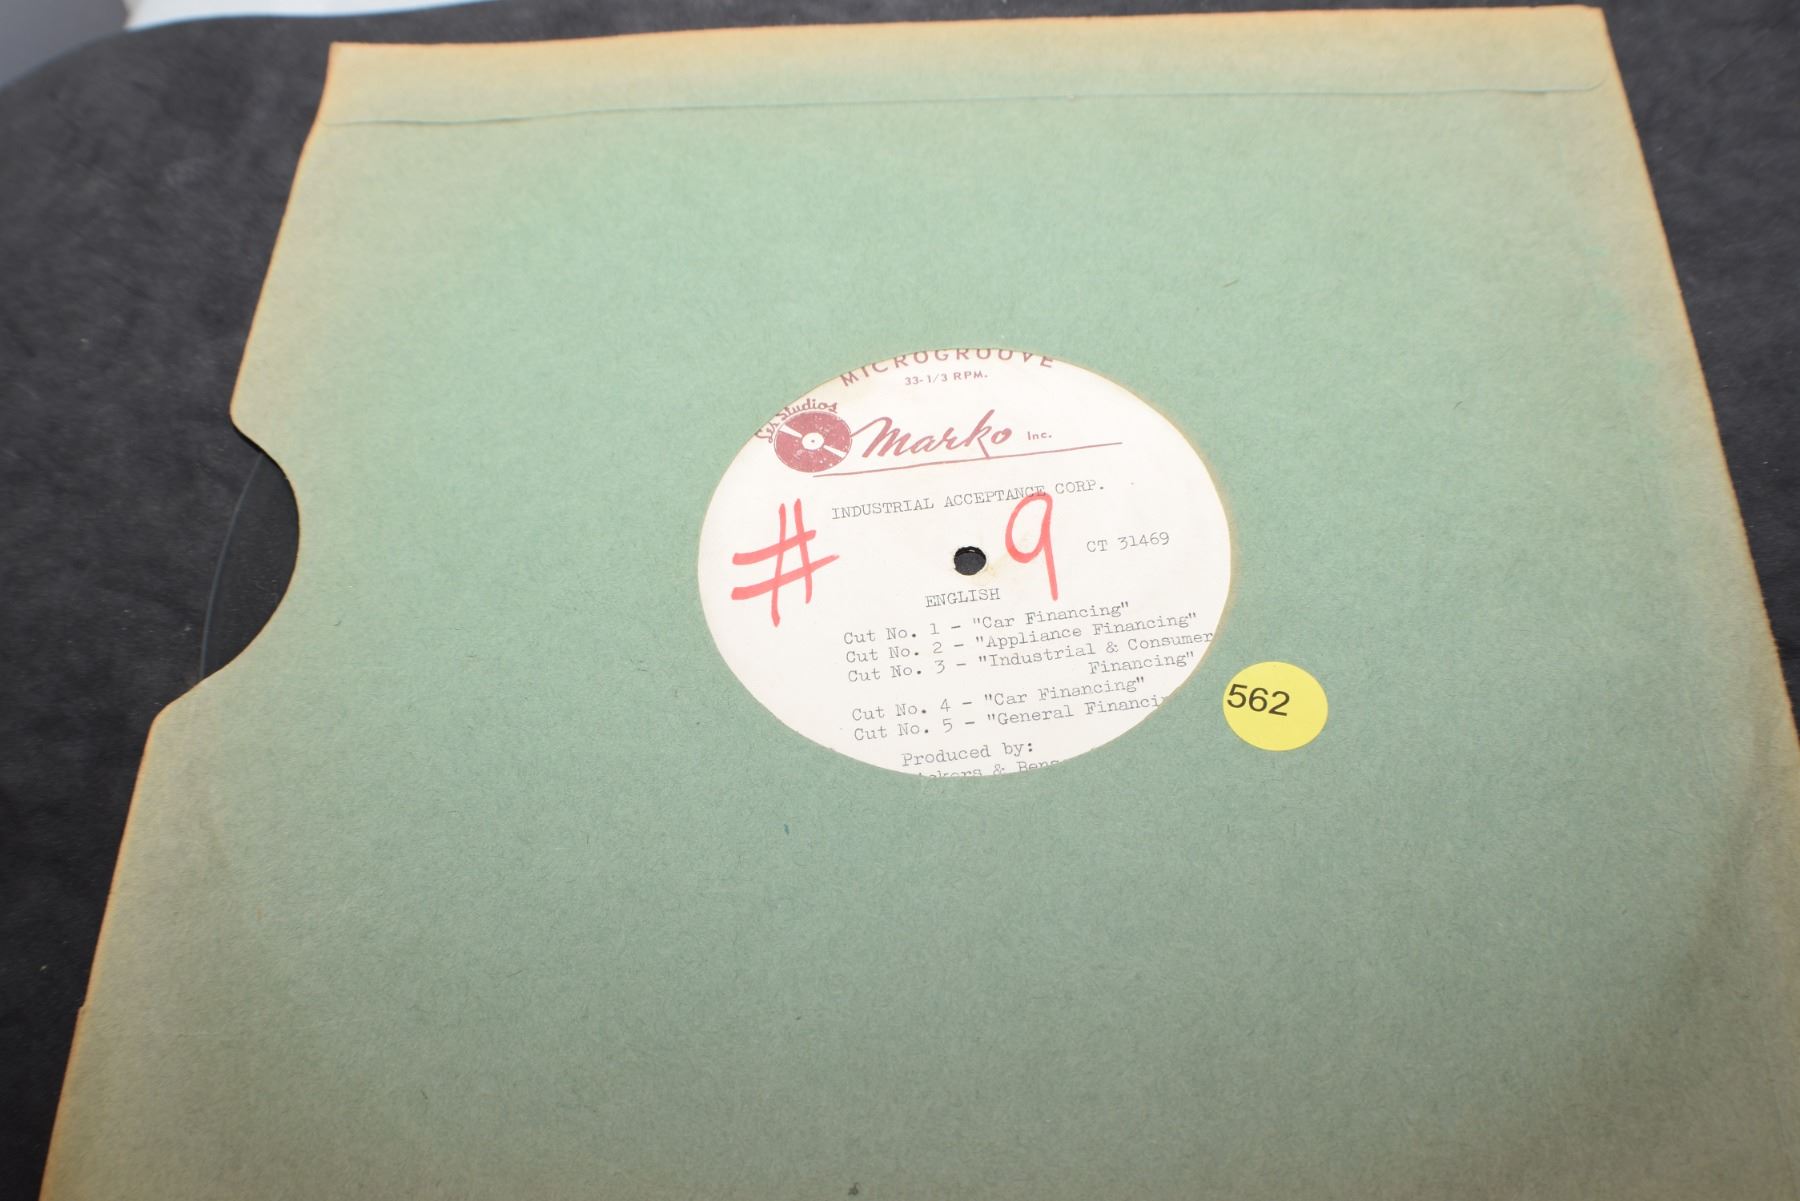 MICROGROOVE
33-1/3 RPM.
Les Studios
Marko Inc.
INDUSTRIAL ACCEPTANCE CORP.
# 9
CT 31469
ENGLISH
Cut No. 1 - "Car Financing"
Cut No. 2 - "Appliance Financing"
Cut No. 3 - "Industrial & Consumer
Financing"
Cut No. 4 - "Car Financing"
Cut No. 5 - "General
Produced by:
&
562